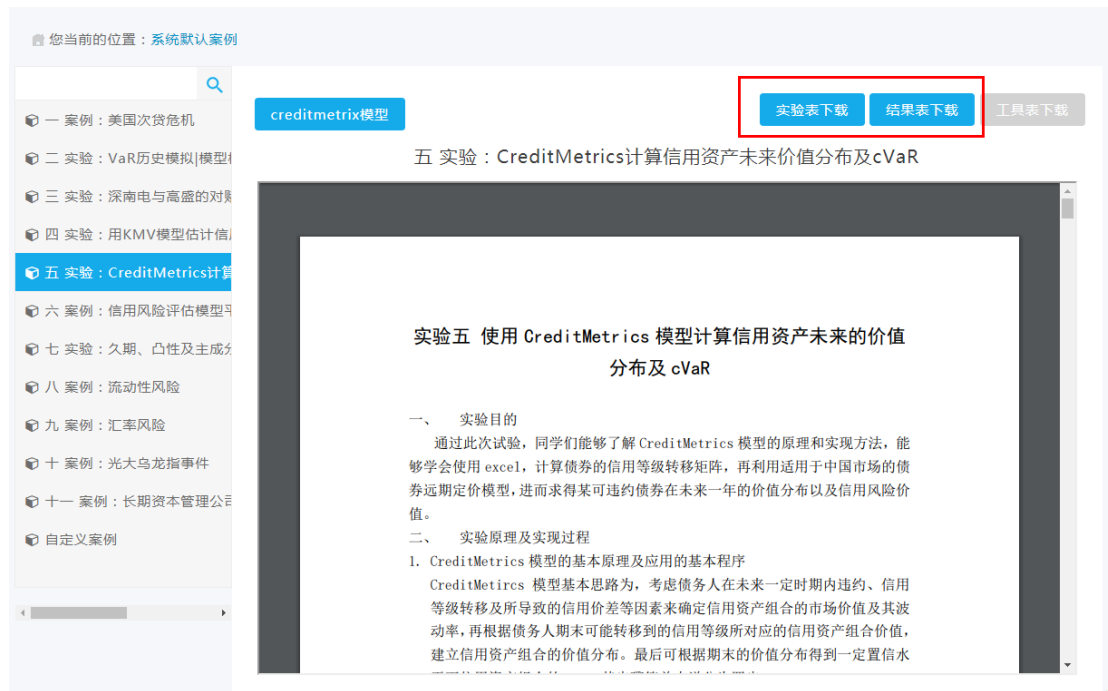 您当前的位置：系统默认案例
一 案例：美国次贷危机
二 实验：VaR历史模拟|模型
三 实验：深南电与高盛的对
四 实验：用KMV模型估计信
五 实验：CreditMetrics计算
六 案例：信用风险评估模型
七 实验：久期、凸性及主成分
八 案例：流动性风险
九 案例：汇率风险
十 案例：光大乌龙指事件
十一 案例：长期资本管理公司
自定义案例
creditmetrix模型
实验表下载 结果表下载 工具表下载
五 实验：CreditMetrics计算信用资产未来价值分布及cVaR
实验五 使用 CreditMetrics 模型计算信用资产未来的价值
分布及 cVaR
一、 实验目的
通过此次试验，同学们能够了解 CreditMetrics 模型的原理和实现方法，能
够学会使用 excel，计算债券的信用等级转移矩阵，再利用适用于中国市场的债
券远期定价模型，进而求得某可违约债券在未来一年的价值分布以及信用风险价
值。
二、 实验原理及实现过程
1. CreditMetrics 模型的基本原理及应用的基本程序
CreditMetircs 模型基本思路为，考虑债务人在未来一定时期内违约、信用
等级转移及所导致的信用价差等因素来确定信用资产组合的市场价值及其波
动率，再根据债务人期末可能转移到的信用等级所对应的信用资产组合价值，
建立信用资产组合的价值分布。最后可根据期末的价值分布得到一定置信水